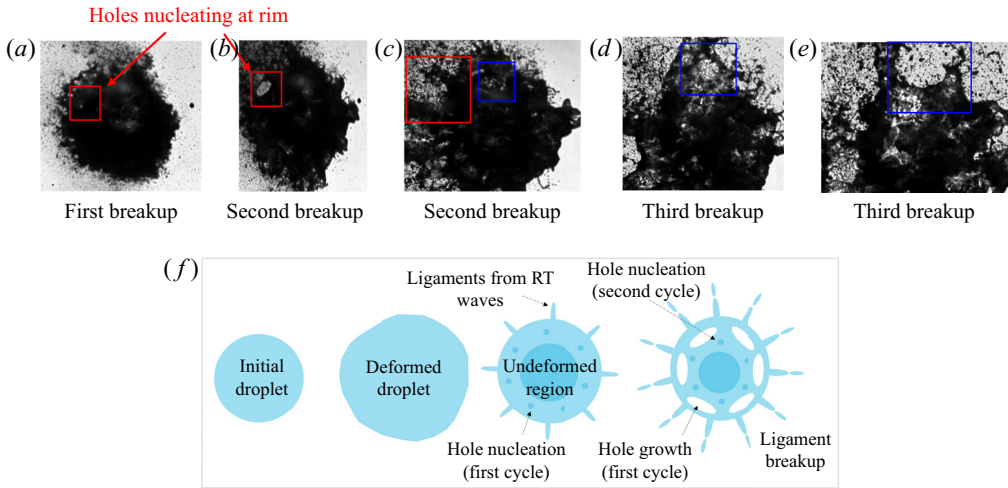 Holes nucleating at rim
(a)
(b)
(c)
(d)
(e)
First breakup
Second breakup
Second breakup
Third breakup
Third breakup
(f)
Initial
droplet
Deformed
droplet
Ligaments from RT
waves
Undeformed
region
Hole nucleation
(first cycle)
Hole nucleation
(second cycle)
Hole growth
(first cycle)
Ligament
breakup